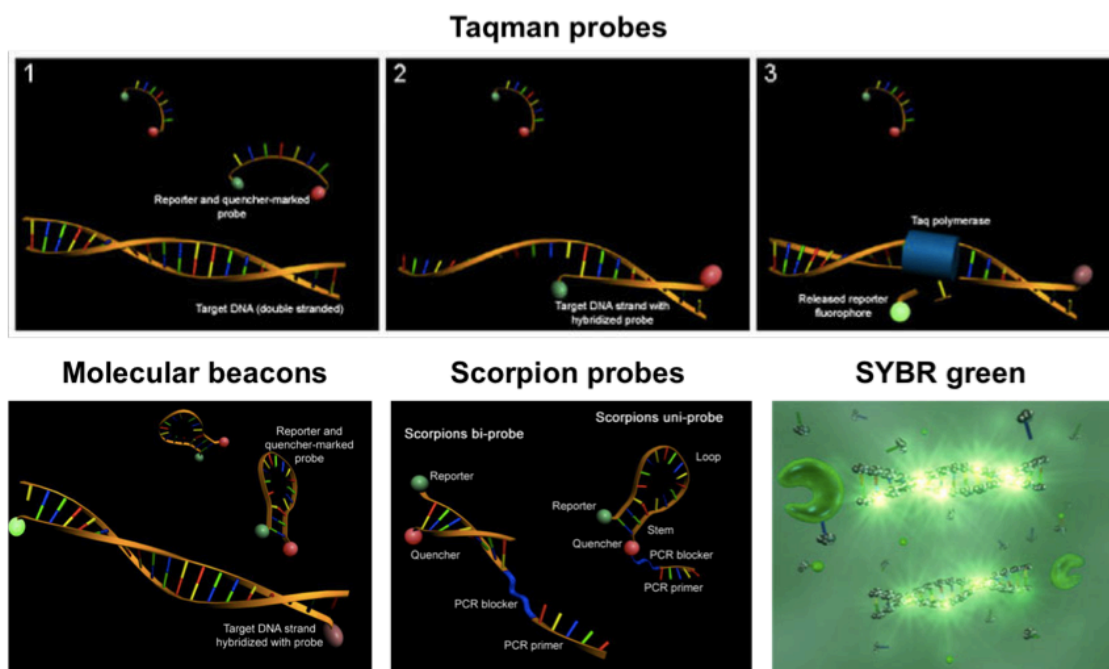 Taqman probes
1
2
3
Reporter and quencher-marked
probe
Target DNA (double stranded)
Target DNA strand with
hybridized probe
Taq polymerase
Released reporter
fluorophore
Molecular beacons
Scorpion probes
SYBR green
Reporter and
quencher-marked
probe
Target DNA strand
hybridized with probe
Scorpions bi-probe
Reporter
Quencher
PCR blocker
PCR primer
Scorpions uni-probe
Loop
Reporter
Stem
Quencher
PCR blocker
PCR primer